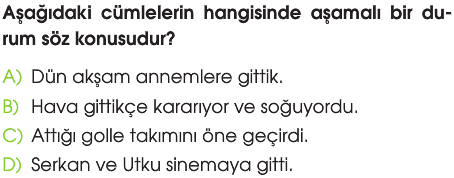 Aşağıdaki cümlelerin hangisinde aşamalı bir du-
rum söz konusudur?
A) Dün akşam annemlere gittik.
B) Hava gittikçe kararıyor ve soğuyordu.
C) Attığı golle takımını öne geçirdi.
D) Serkan ve Utku sinemaya gitti.